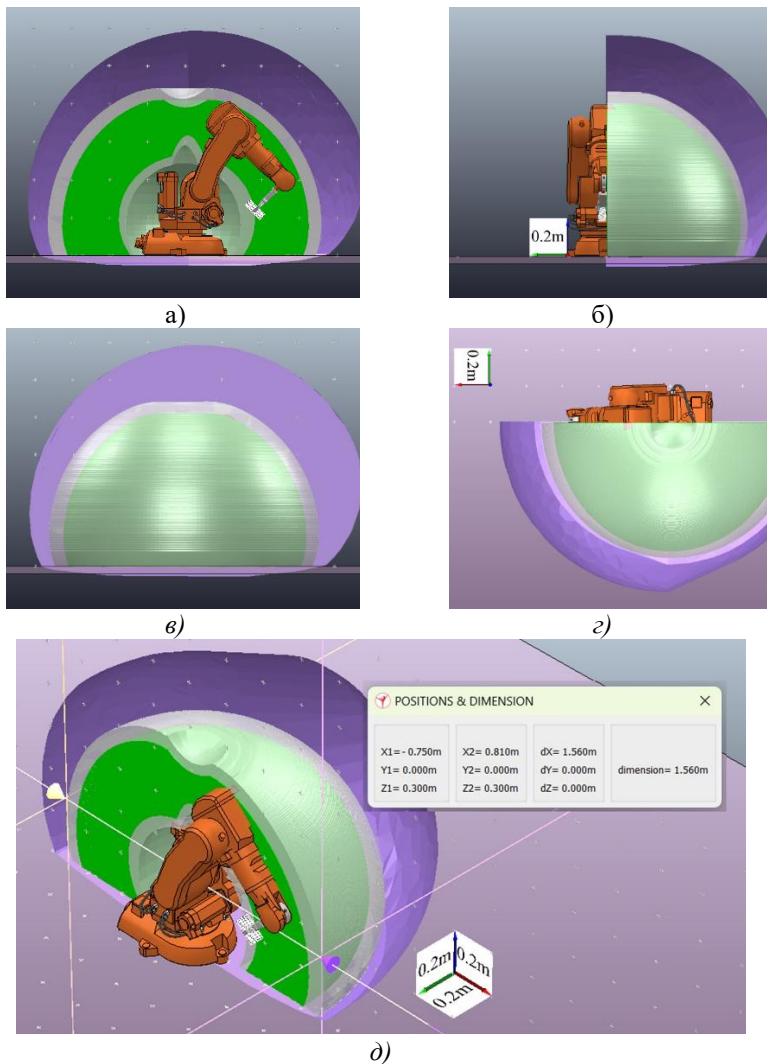 а)
б)
0.2m
в)
г)
0.2m
POSITIONS & DIMENSION
X1= - 0.750m X2= 0.810m dX= 1.560m
Y1= 0.000m Y2= 0.000m dY= 0.000m dimension= 1.560m
Z1= 0.300m Z2= 0.300m dZ= 0.000m
0.2m 0.2m
0.2m
д)